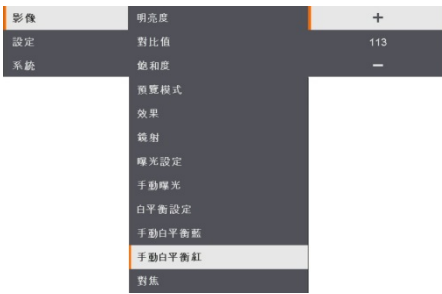 影像
設定
系統
明亮度
對比值
飽和度
預覽模式
效果
鏡射
曝光設定
手動曝光
白平衡設定
手動白平衡藍
手動白平衡紅
對焦
+
113
−